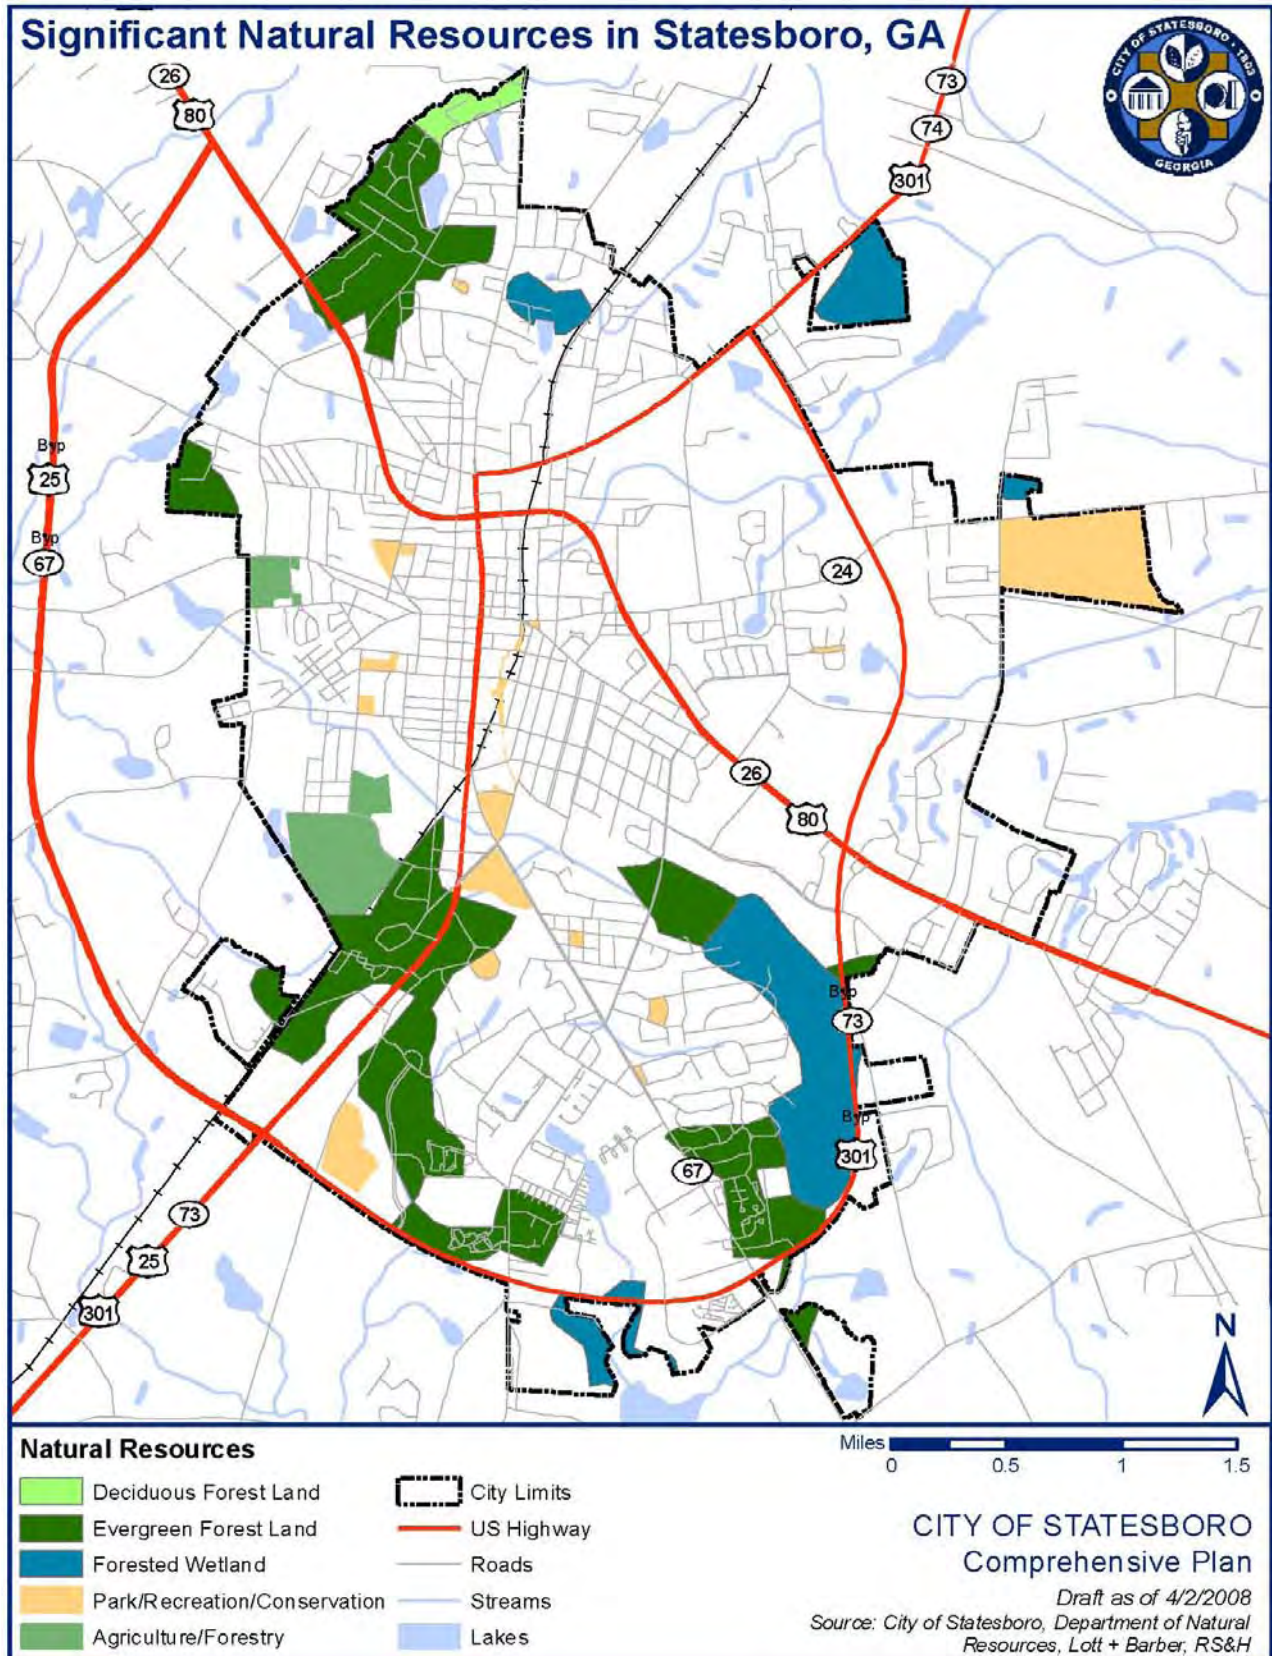 Significant Natural Resources in Statesboro, GA
CITY OF STATESBORO • 1803
GEORGIA
26
80
73
74
301
Byp
25
Byp
67
24
26
80
Byp
73
Byp
301
67
73
25
301
N
Natural Resources
Deciduous Forest Land
Evergreen Forest Land
Forested Wetland
Park/Recreation/Conservation
Agriculture/Forestry
City Limits
US Highway
Roads
Streams
Lakes
Miles
0 0.5 1 1.5
CITY OF STATESBORO
Comprehensive Plan
Draft as of 4/2/2008
Source: City of Statesboro, Department of Natural
Resources, Lott + Barber, RS&H